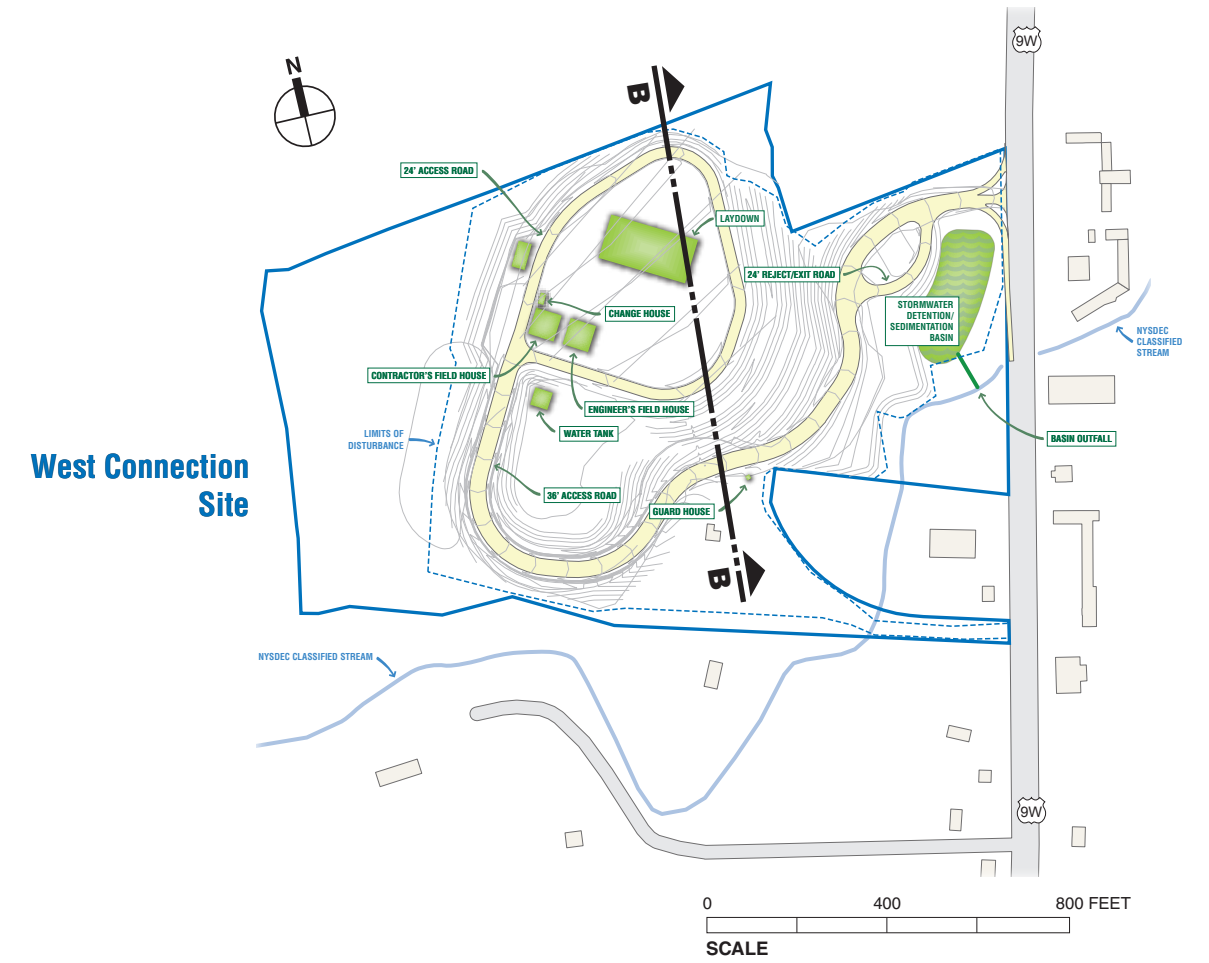 9W
N
B
24’ ACCESS ROAD
LAYDOWN
24’ REJECT/EXIT ROAD
STORMWATER
DETENTION/
SEDIMENTATION
BASIN
CHANGE HOUSE
NYSDEC
CLASSIFIED
STREAM
CONTRACTOR’S FIELD HOUSE
ENGINEER’S FIELD HOUSE
WATER TANK
LIMITS OF
DISTURBANCE
BASIN OUTFALL
West Connection
Site
36’ ACCESS ROAD
GUARD HOUSE
B
NYSDEC CLASSIFIED STREAM
9W
0 400 800 FEET
SCALE